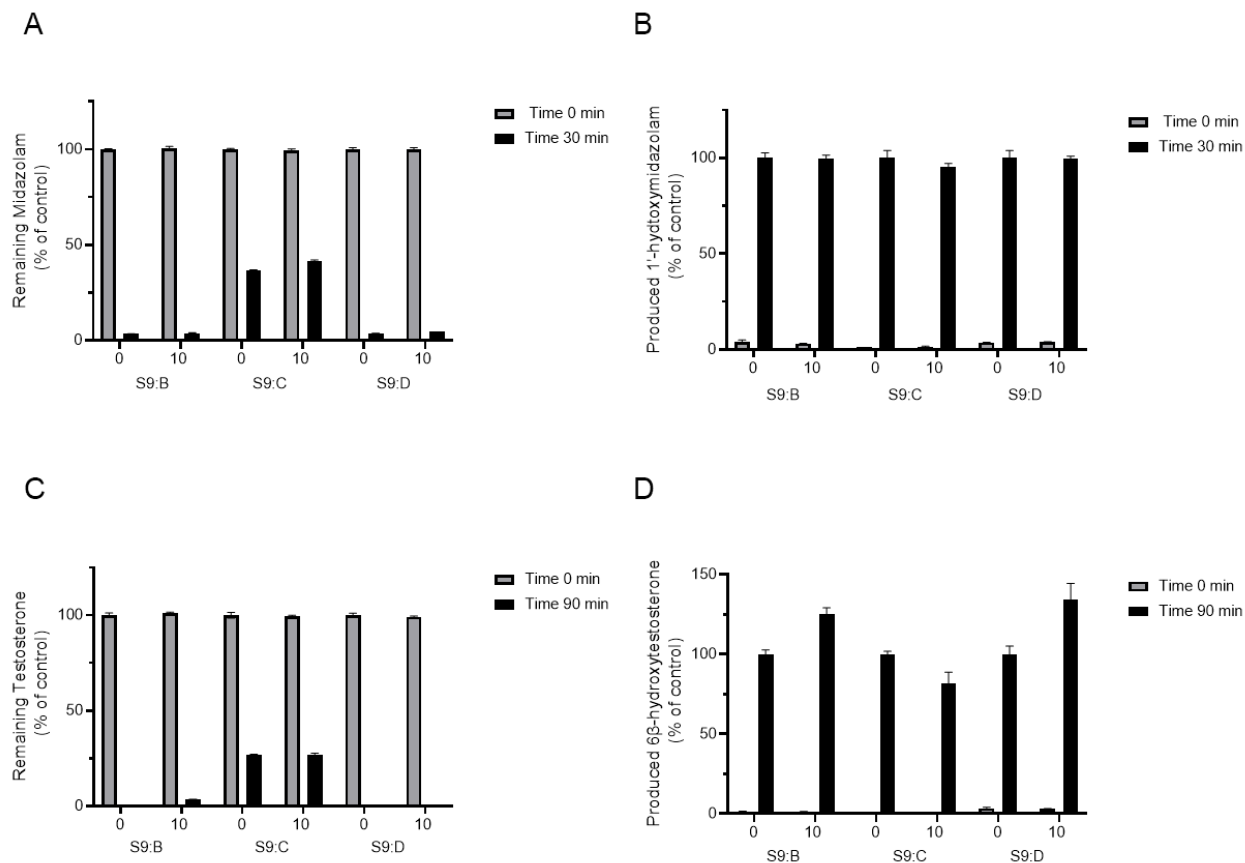 A
Remaining Midazolam
(% of control)
100
50
0
0 10 0 10 0 10
S9:B S9:C S9:D
Time 0 min
Time 30 min
B
Produced 1'-hydtoxymidazolam
(% of control)
100
50
0
0 10 0 10 0 10
S9:B S9:C S9:D
Time 0 min
Time 30 min
C
Remaining Testosterone
(% of control)
100
50
0
0 10 0 10 0 10
S9:B S9:C S9:D
Time 0 min
Time 90 min
D
Produced 6β-hydroxytestosterone
(% of control)
150
100
50
0
0 10 0 10 0 10
S9:B S9:C S9:D
Time 0 min
Time 90 min